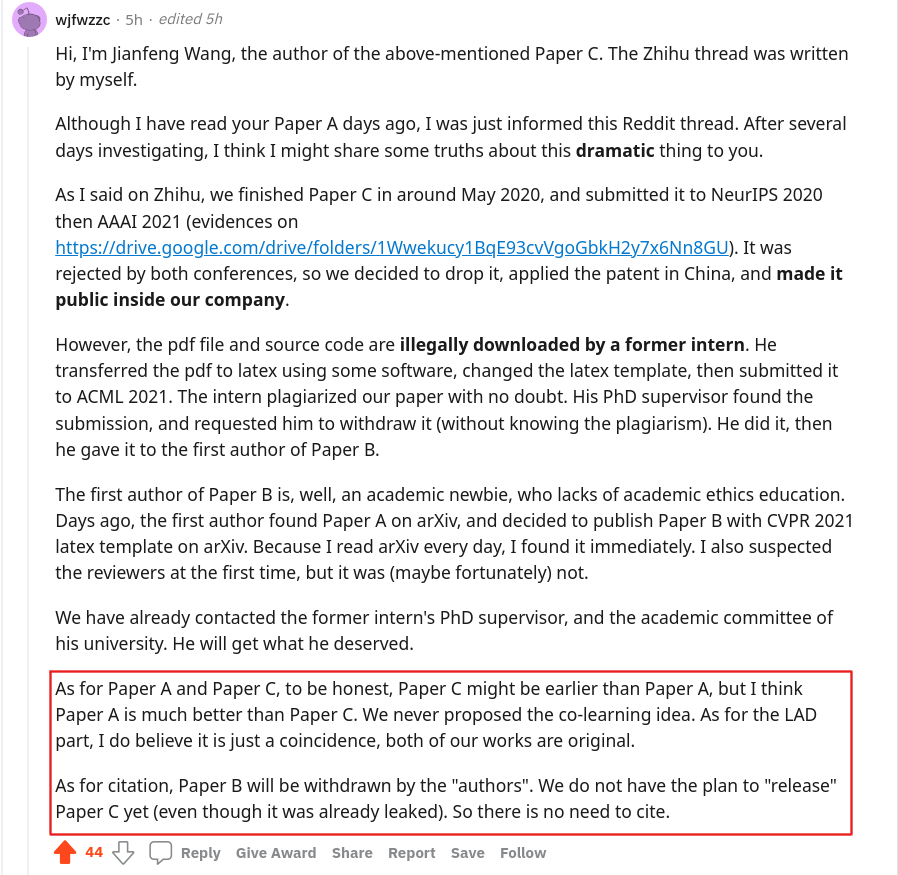 wjfwzzc · 5h · edited 5h
Hi, I'm Jianfeng Wang, the author of the above-mentioned Paper C. The Zhihu thread was written
by myself.
Although I have read your Paper A days ago, I was just informed this Reddit thread. After several
days investigating, I think I might share some truths about this dramatic thing to you.
As I said on Zhihu, we finished Paper C in around May 2020, and submitted it to NeurIPS 2020
then AAAI 2021 (evidences on
https://drive.google.com/drive/folders/1Wwekucy1BqE93cvVgoGbkH2y7x6Nn8GU). It was
rejected by both conferences, so we decided to drop it, applied the patent in China, and made it
public inside our company.
However, the pdf file and source code are illegally downloaded by a former intern. He
transferred the pdf to latex using some software, changed the latex template, then submitted it
to ACML 2021. The intern plagiarized our paper with no doubt. His PhD supervisor found the
submission, and requested him to withdraw it (without knowing the plagiarism). He did it, then
he gave it to the first author of Paper B.
The first author of Paper B is, well, an academic newbie, who lacks of academic ethics education.
Days ago, the first author found Paper A on arXiv, and decided to publish Paper B with CVPR 2021
latex template on arXiv. Because I read arXiv every day, I found it immediately. I also suspected
the reviewers at the first time, but it was (maybe fortunately) not.
We have already contacted the former intern's PhD supervisor, and the academic committee of
his university. He will get what he deserved.
As for Paper A and Paper C, to be honest, Paper C might be earlier than Paper A, but I think
Paper A is much better than Paper C. We never proposed the co-learning idea. As for the LAD
part, I do believe it is just a coincidence, both of our works are original.
As for citation, Paper B will be withdrawn by the "authors". We do not have the plan to "release"
Paper C yet (even though it was already leaked). So there is no need to cite.
44 Reply Give Award Share Report Save Follow